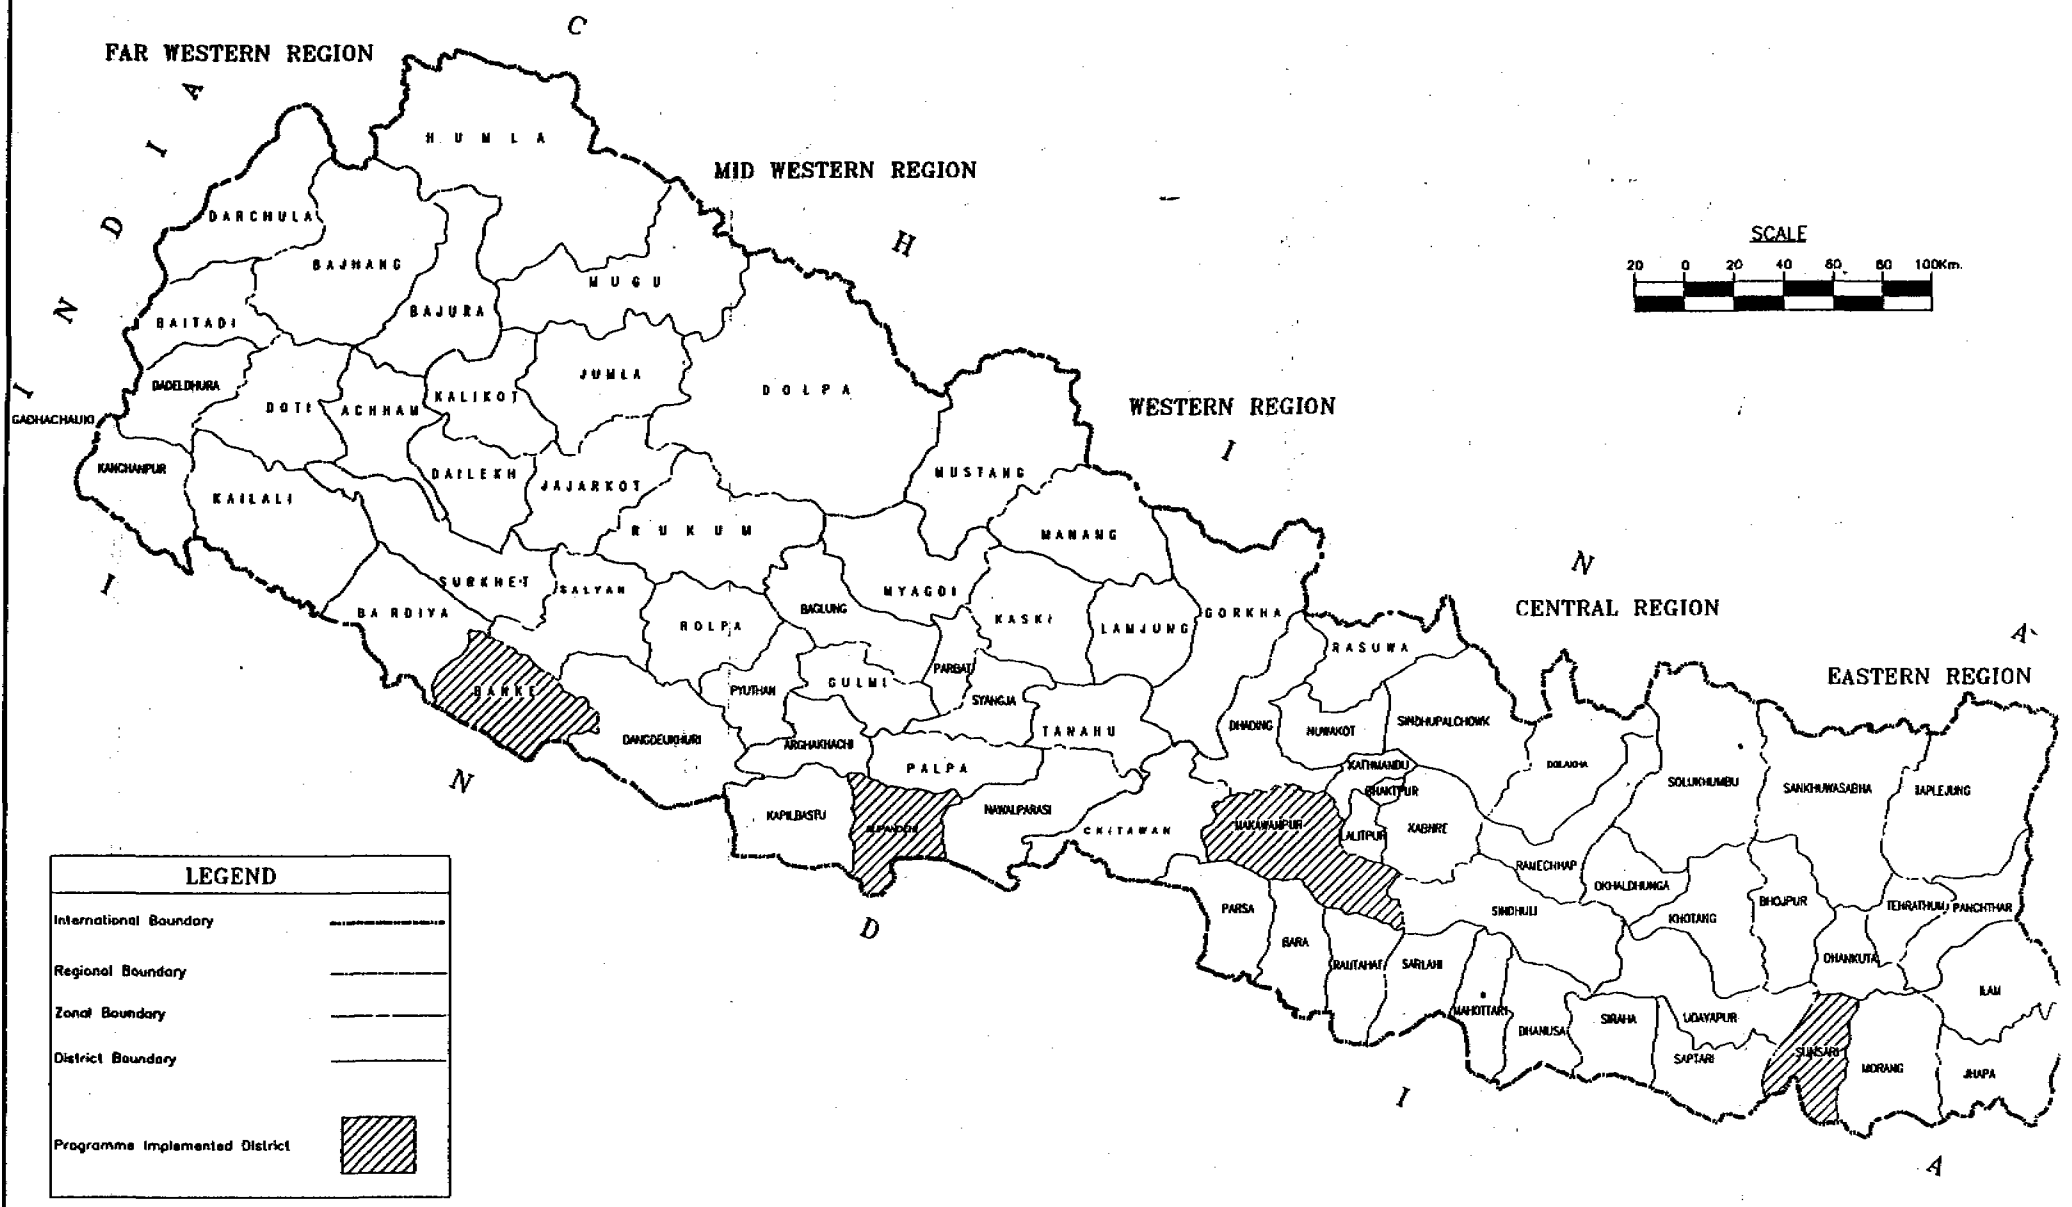 FAR WESTERN REGION
MID WESTERN REGION
WESTERN REGION
CENTRAL REGION
EASTERN REGION
C H I N A
I N D I A
I N D I A
SCALE
20 0 20 40 60 80 100Km.
HUMLA
DARCHULA
BAJHANG
MUGU
BAJURA
BAITADI
JUMLA
DADELDHURA
DOLPA
KALIKOT
DOTI
ACHHAM
GADHACHAUKI
KANCHANPUR
MUSTANG
DAILEKH
JAJARKOT
KAILALI
RUKUM
MANANG
SURKHET
SALYAN
MYAGDI
BARDIYA
BAGLUNG
GORKHA
KASKI
ROLPA
LAMJUNG
RASUWA
PARBAT
GULMI
PYUTHAN
BANKE
SYANGJA
SINDHUPALCHOWK
DHADING
NUWAKOT
TANAHU
DANGDEUKHURI
ARGHAKHACHI
KATHMANDU
DOLAKHA
PALPA
SOLUKHUMBU
SANKHUWASABHA
TAPLEJUNG
BHAKTPUR
NAWALPARASI
KAPILBASTU
RUPANDEHI
CHITAWAN
MAKAWANPUR
LALITPUR
KABHRE
RAMECHHAP
OKHALDHUNGA
BHOJPUR
TEHRATHUM
PANCHTHAR
PARSA
SINDHULI
KHOTANG
BARA
DHANKUTA
RAUTAHAT
SARLAHI
ILAM
MAHOTTARI
SIRAHA
UDAYAPUR
DHANUSA
SUNSARI
SAPTARI
MORANG
JHAPA
LEGEND
International Boundary
Regional Boundary
Zonal Boundary
District Boundary
Programme Implemented District